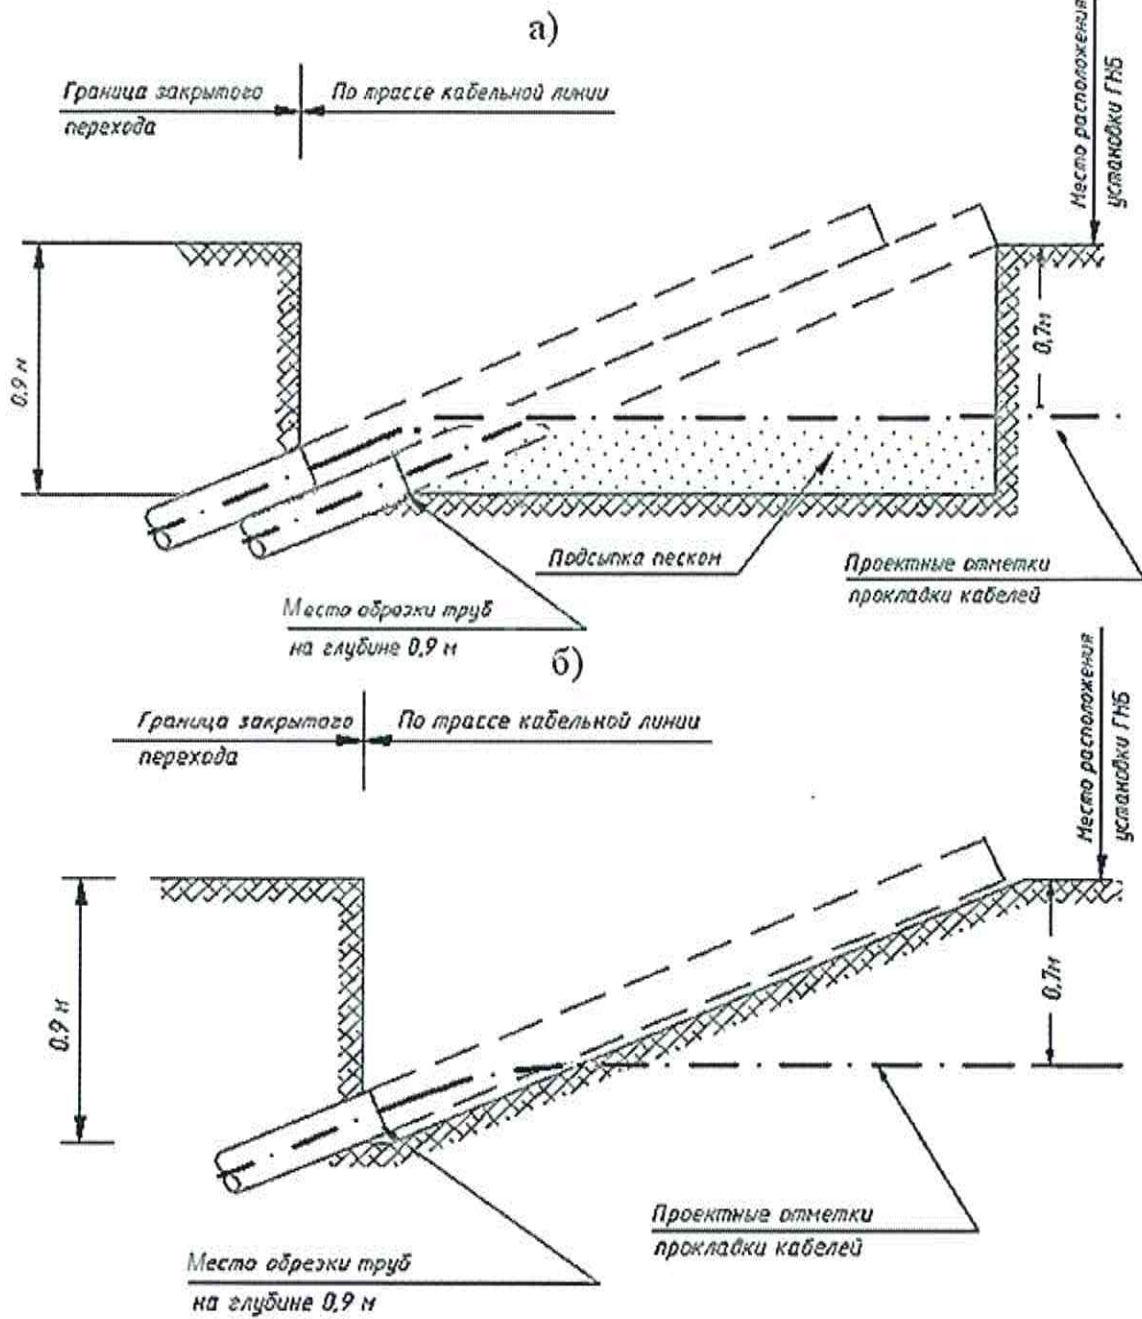 а)
Граница закрытого
перехода
По трассе кабельной линии
Место расположения
установки ГНБ
0.9 м
0,7м
Подсыпка песком
Проектные отметки
прокладки кабелей
Место обрезки труб
на глубине 0,9 м
б)
Граница закрытого
перехода
По трассе кабельной линии
Место расположения
установки ГНБ
0.9 м
0,7м
Проектные отметки
прокладки кабелей
Место обрезки труб
на глубине 0,9 м